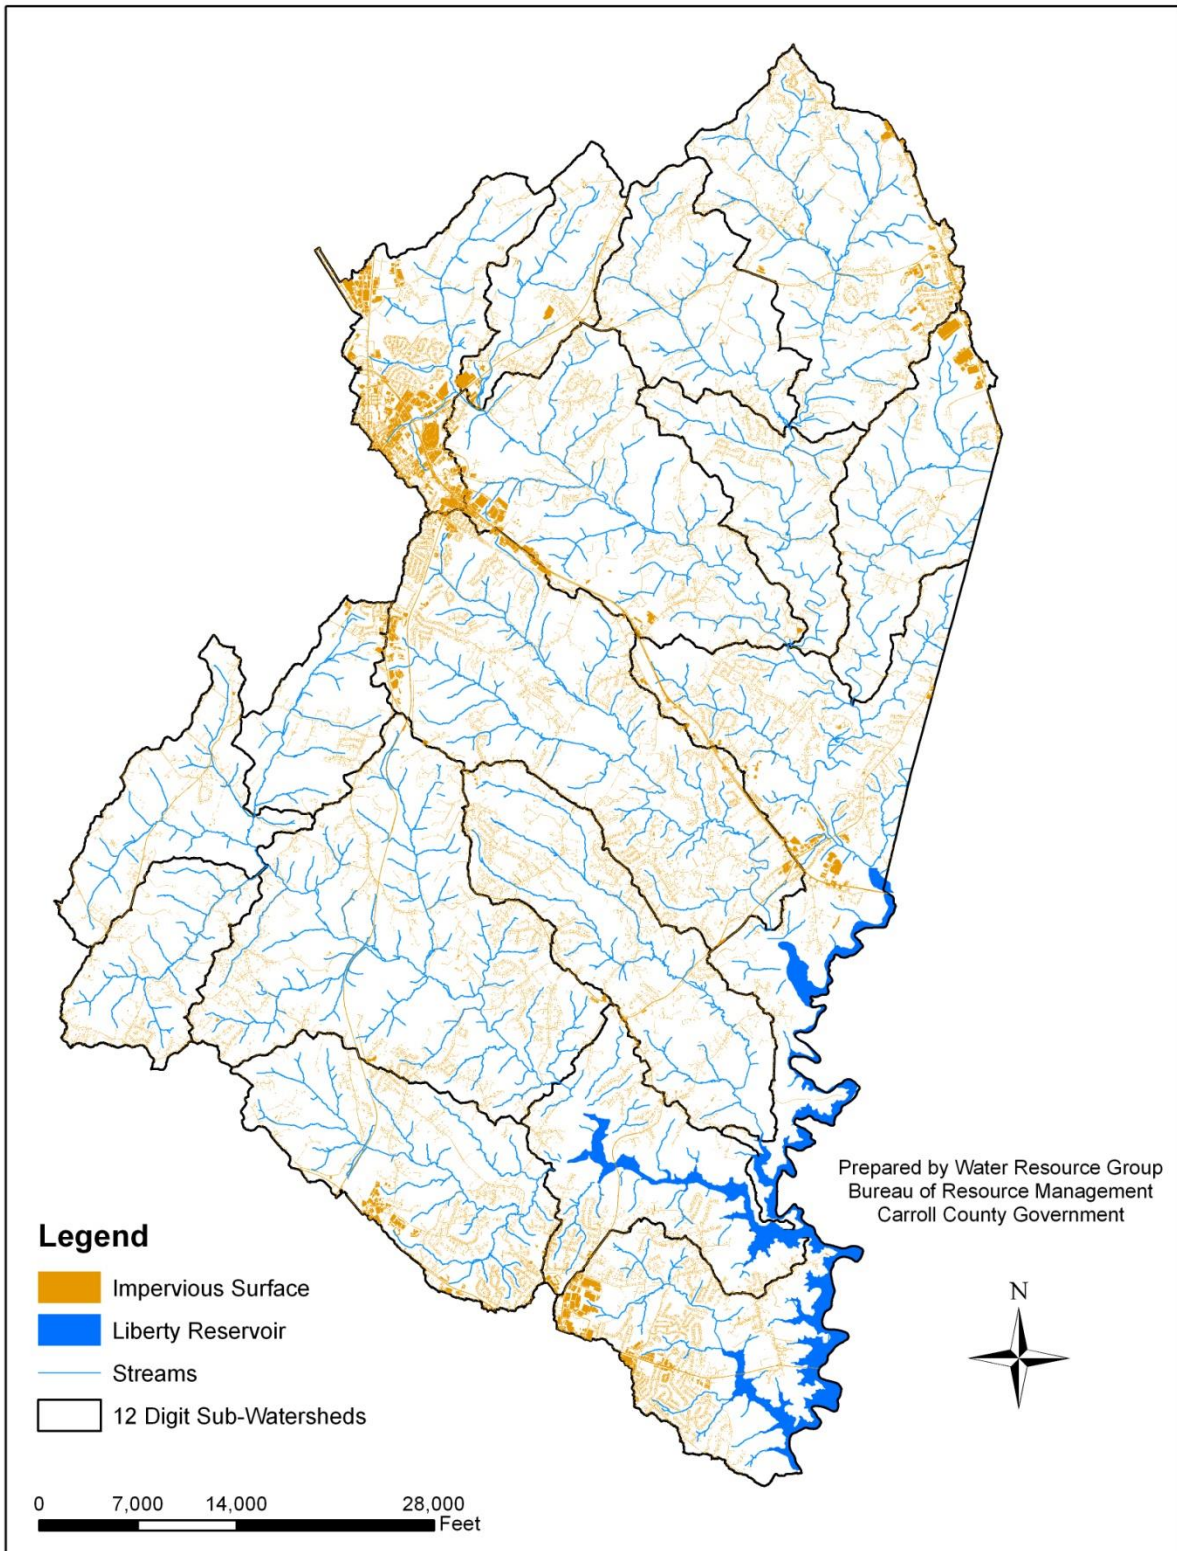 Prepared by Water Resource Group
Bureau of Resource Management
Carroll County Government
Legend
Impervious Surface
Liberty Reservoir
Streams
12 Digit Sub-Watersheds
N
0 7,000 14,000 28,000
Feet